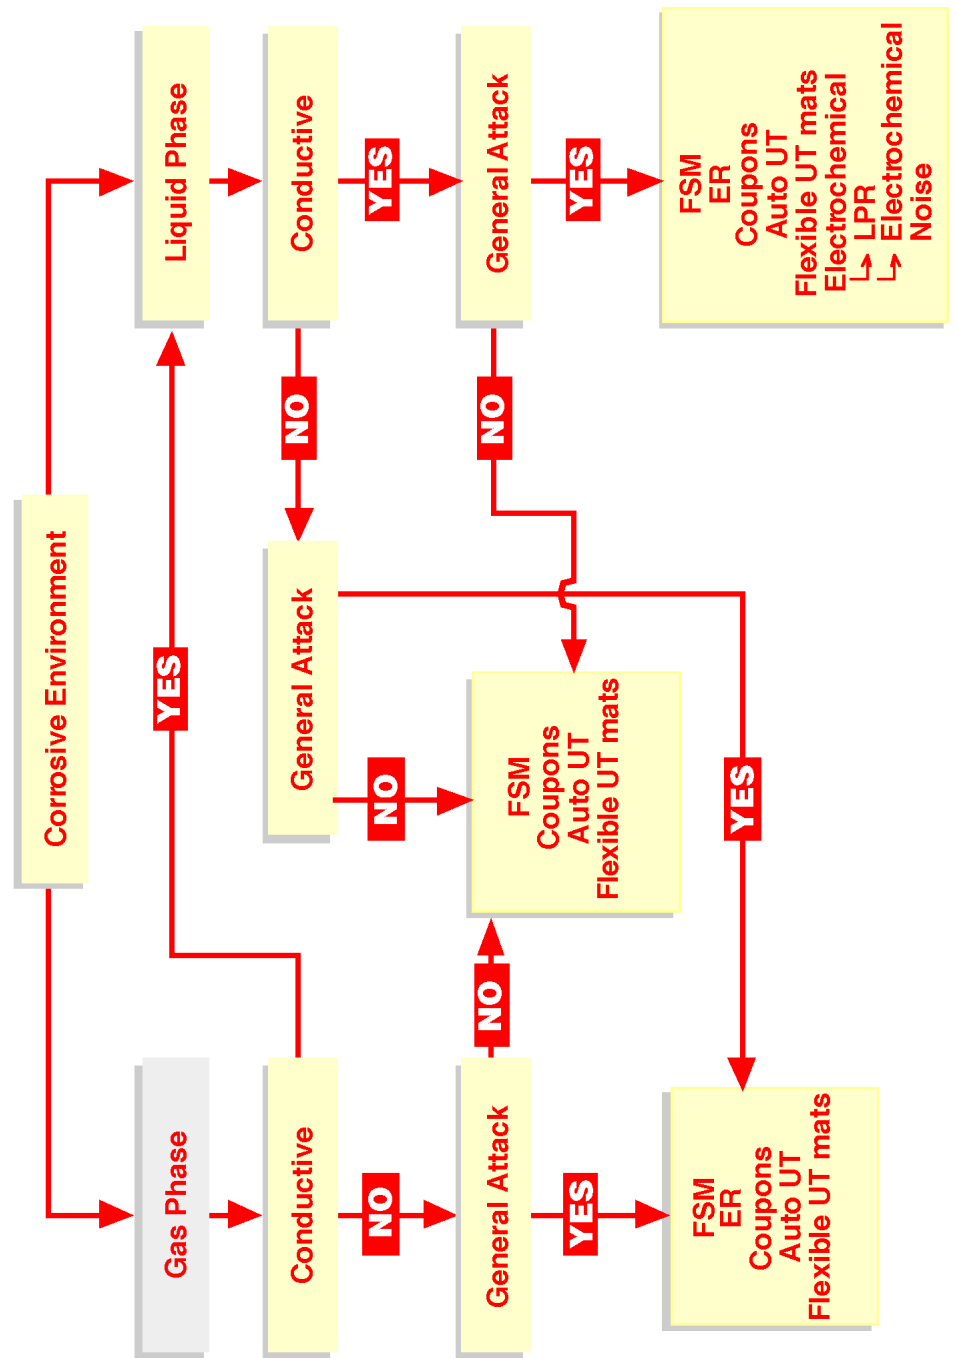 Corrosive Environment
Gas Phase
Liquid Phase
YES
Conductive
Conductive
NO
General Attack
NO
YES
General Attack
NO
General Attack
NO
NO
YES
YES
YES
FSM
ER
Coupons
Auto UT
Flexible UT mats
FSM
Coupons
Auto UT
Flexible UT mats
FSM
ER
Coupons
Auto UT
Flexible UT mats
Electrochemical
LPR
Electrochemical
Noise